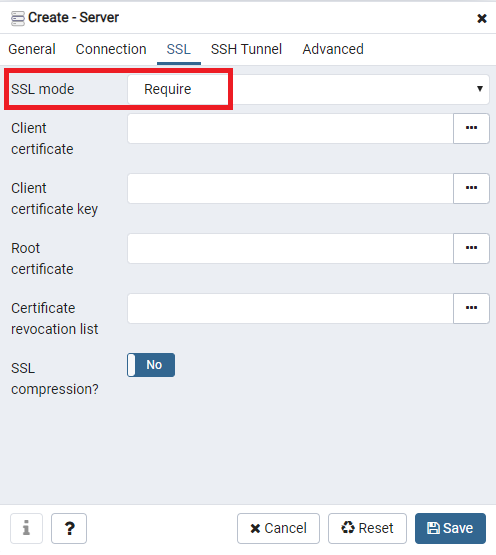 Create - Server
General Connection SSL SSH Tunnel Advanced
SSL mode Require
Client
certificate
Client
certificate key
Root
certificate
Certificate
revocation list
SSL No
compression?
i ? Cancel Reset Save